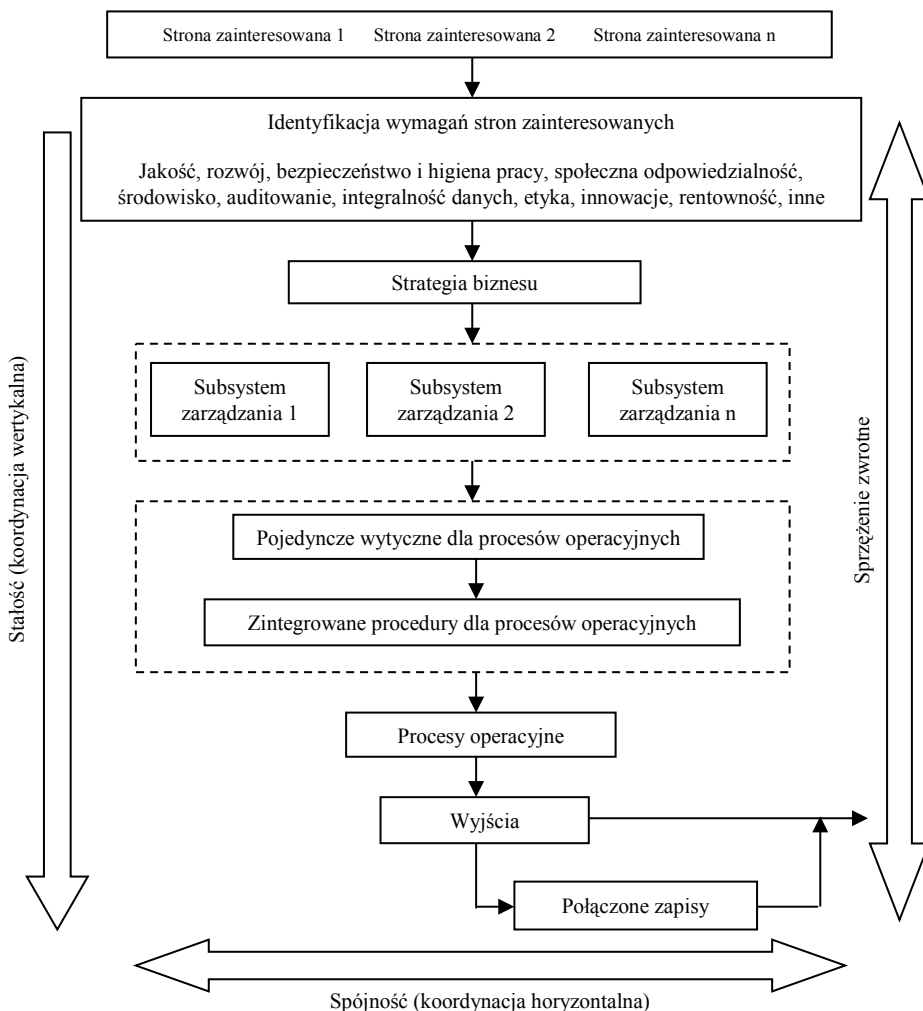 Strona zainteresowana 1 Strona zainteresowana 2 Strona zainteresowana n
Identyfikacja wymagań stron zainteresowanych
Jakość, rozwój, bezpieczeństwo i higiena pracy, społeczna odpowiedzialność,
środowisko, auditowanie, integralność danych, etyka, innowacje, rentowność, inne
Strategia biznesu
Subsystem
zarządzania 1
Subsystem
zarządzania 2
Subsystem
zarządzania n
Pojedyncze wytyczne dla procesów operacyjnych
Zintegrowane procedury dla procesów operacyjnych
Procesy operacyjne
Wyjścia
Połączone zapisy
Stałość (koordynacja wertykalna)
Sprzężenie zwrotne
Spójność (koordynacja horyzontalna)